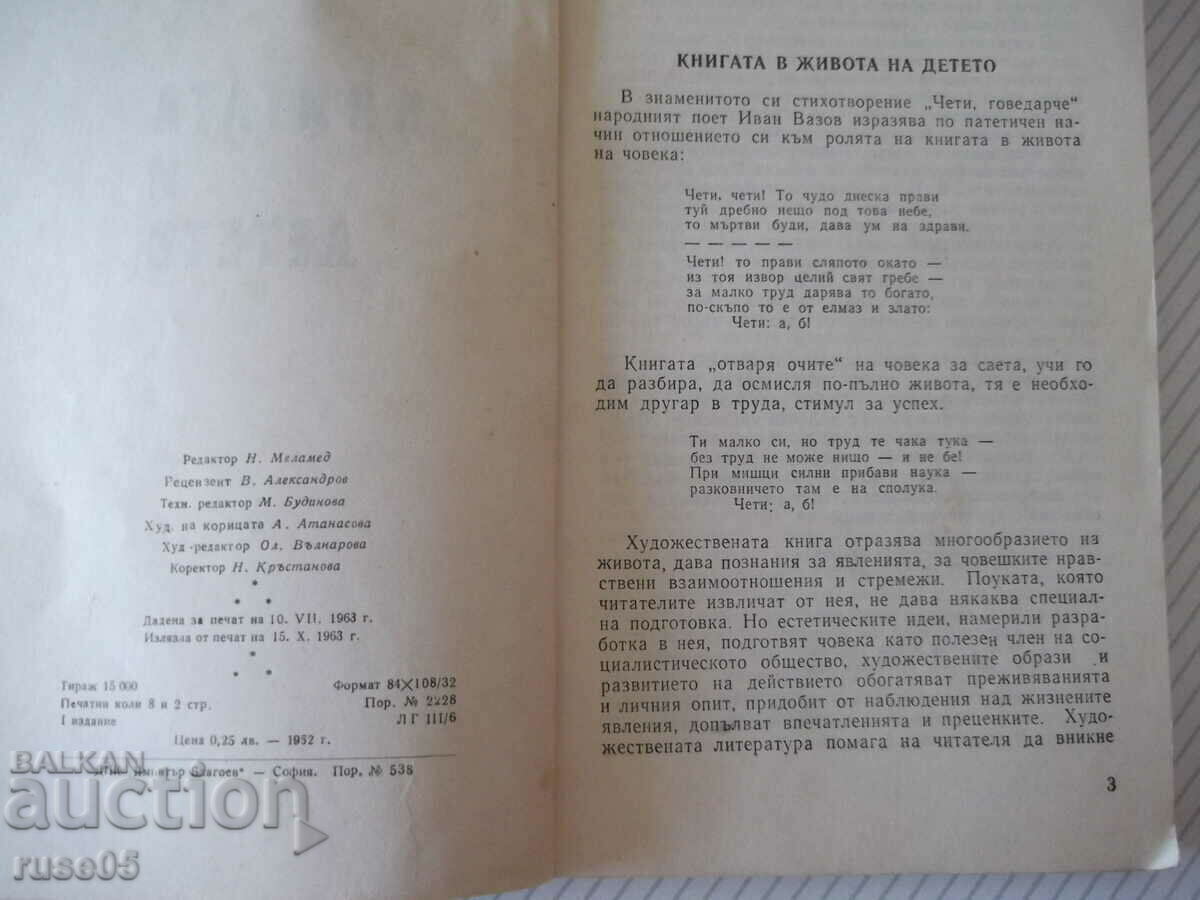 Редактор Н. Меламед
Рецензент В. Александров
Техн. редактор М. Будинова
Худ. на корицата А. Атанасова
Худ-редактор Ол. Вълнарова
Коректор Н. Кръстанова
Дадена за печат на 10. VII. 1963 г.
Излязла от печат на 15. X. 1963 г.
Тираж 15 000 Формат 84×108/32
Печатни коли 8 и 2 стр. Пор. № 2228
I издание ЛГ III/6
Цена 0,25 лв. — 1952 г.
Благоев“ — София. Пор. № 538
КНИГАТА В ЖИВОТА НА ДЕТЕТО
В знаменитото си стихотворение „Чети, говедарче“
народният поет Иван Вазов изразява по патетичен на-
чин отношението си към ролята на книгата в живота
на човека:
Чети, чети! То чудо днеска прави
туй дребно нещо под това небе,
то мъртви буди, дава ум на здрави.
— — — — —
Чети! то прави сляпото окато —
из тоя извор целий свят гребе —
за малко труд дарява то богато,
по-скъпо то е от елмаз и злато:
Чети: а, б!
Книгата „отваря очите“ на човека за света, учи го
да разбира, да осмисля по-пълно живота, тя е необхо-
дим другар в труда, стимул за успех.
Ти малко си, но труд те чака тука —
без труд не може нищо — и не бе!
При мишци силни прибави наука —
разковничето там е на сполука.
Чети: а, б!
Художествената книга отразява многообразието на
живота, дава познания за явленията, за човешките нрав-
ствени взаимоотношения и стремежи. Поуката, която
читателите извличат от нея, не дава някаква специал-
на подготовка. Но естетическите идеи, намерили разра-
ботка в нея, подготвят човека като полезен член на со-
циалистическото общество, художествените образи и
развитието на действието обогатяват преживяванията
и личния опит, придобит от наблюдения над жизнените
явления, допълват впечатленията и преценките. Худо-
жествената литература помага на читателя да вникне
3
BALKAN
auction
ruse05